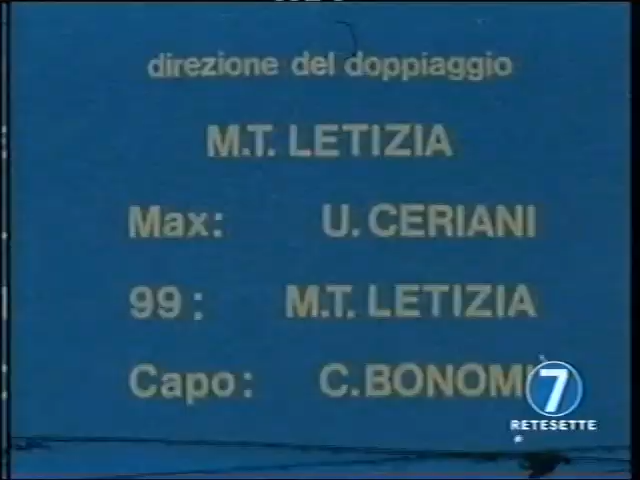 direzione del doppiaggio
M.T. LETIZIA
Max: U. CERIANI
99: M.T. LETIZIA
Capo: C. BONOMI
7
RETESETTE